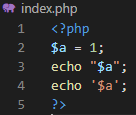 index.php
1 <?php
2 $a = 1;
3 echo "$a";
4 echo '$a';
5 ?>